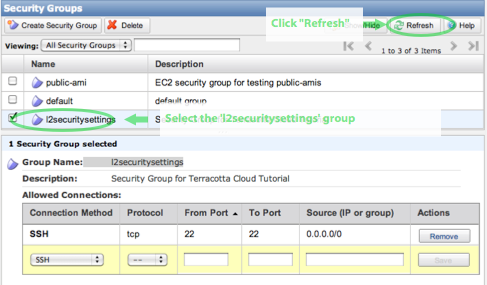 Security Groups
Create Security Group Delete Click "Refresh" Show/Hide Refresh Help
Viewing: All Security Groups 1 to 3 of 3 Items
Name Description
public-ami EC2 security group for testing public-amis
default default group
l2securitysettings S Select the 'l2securitysettings' group
1 Security Group selected
Group Name: l2securitysettings
Description: Security Group for Terracotta Cloud Tutorial
Allowed Connections:
Connection Method Protocol From Port To Port Source (IP or group) Actions
SSH tcp 22 22 0.0.0.0/0 Remove
SSH -- Save